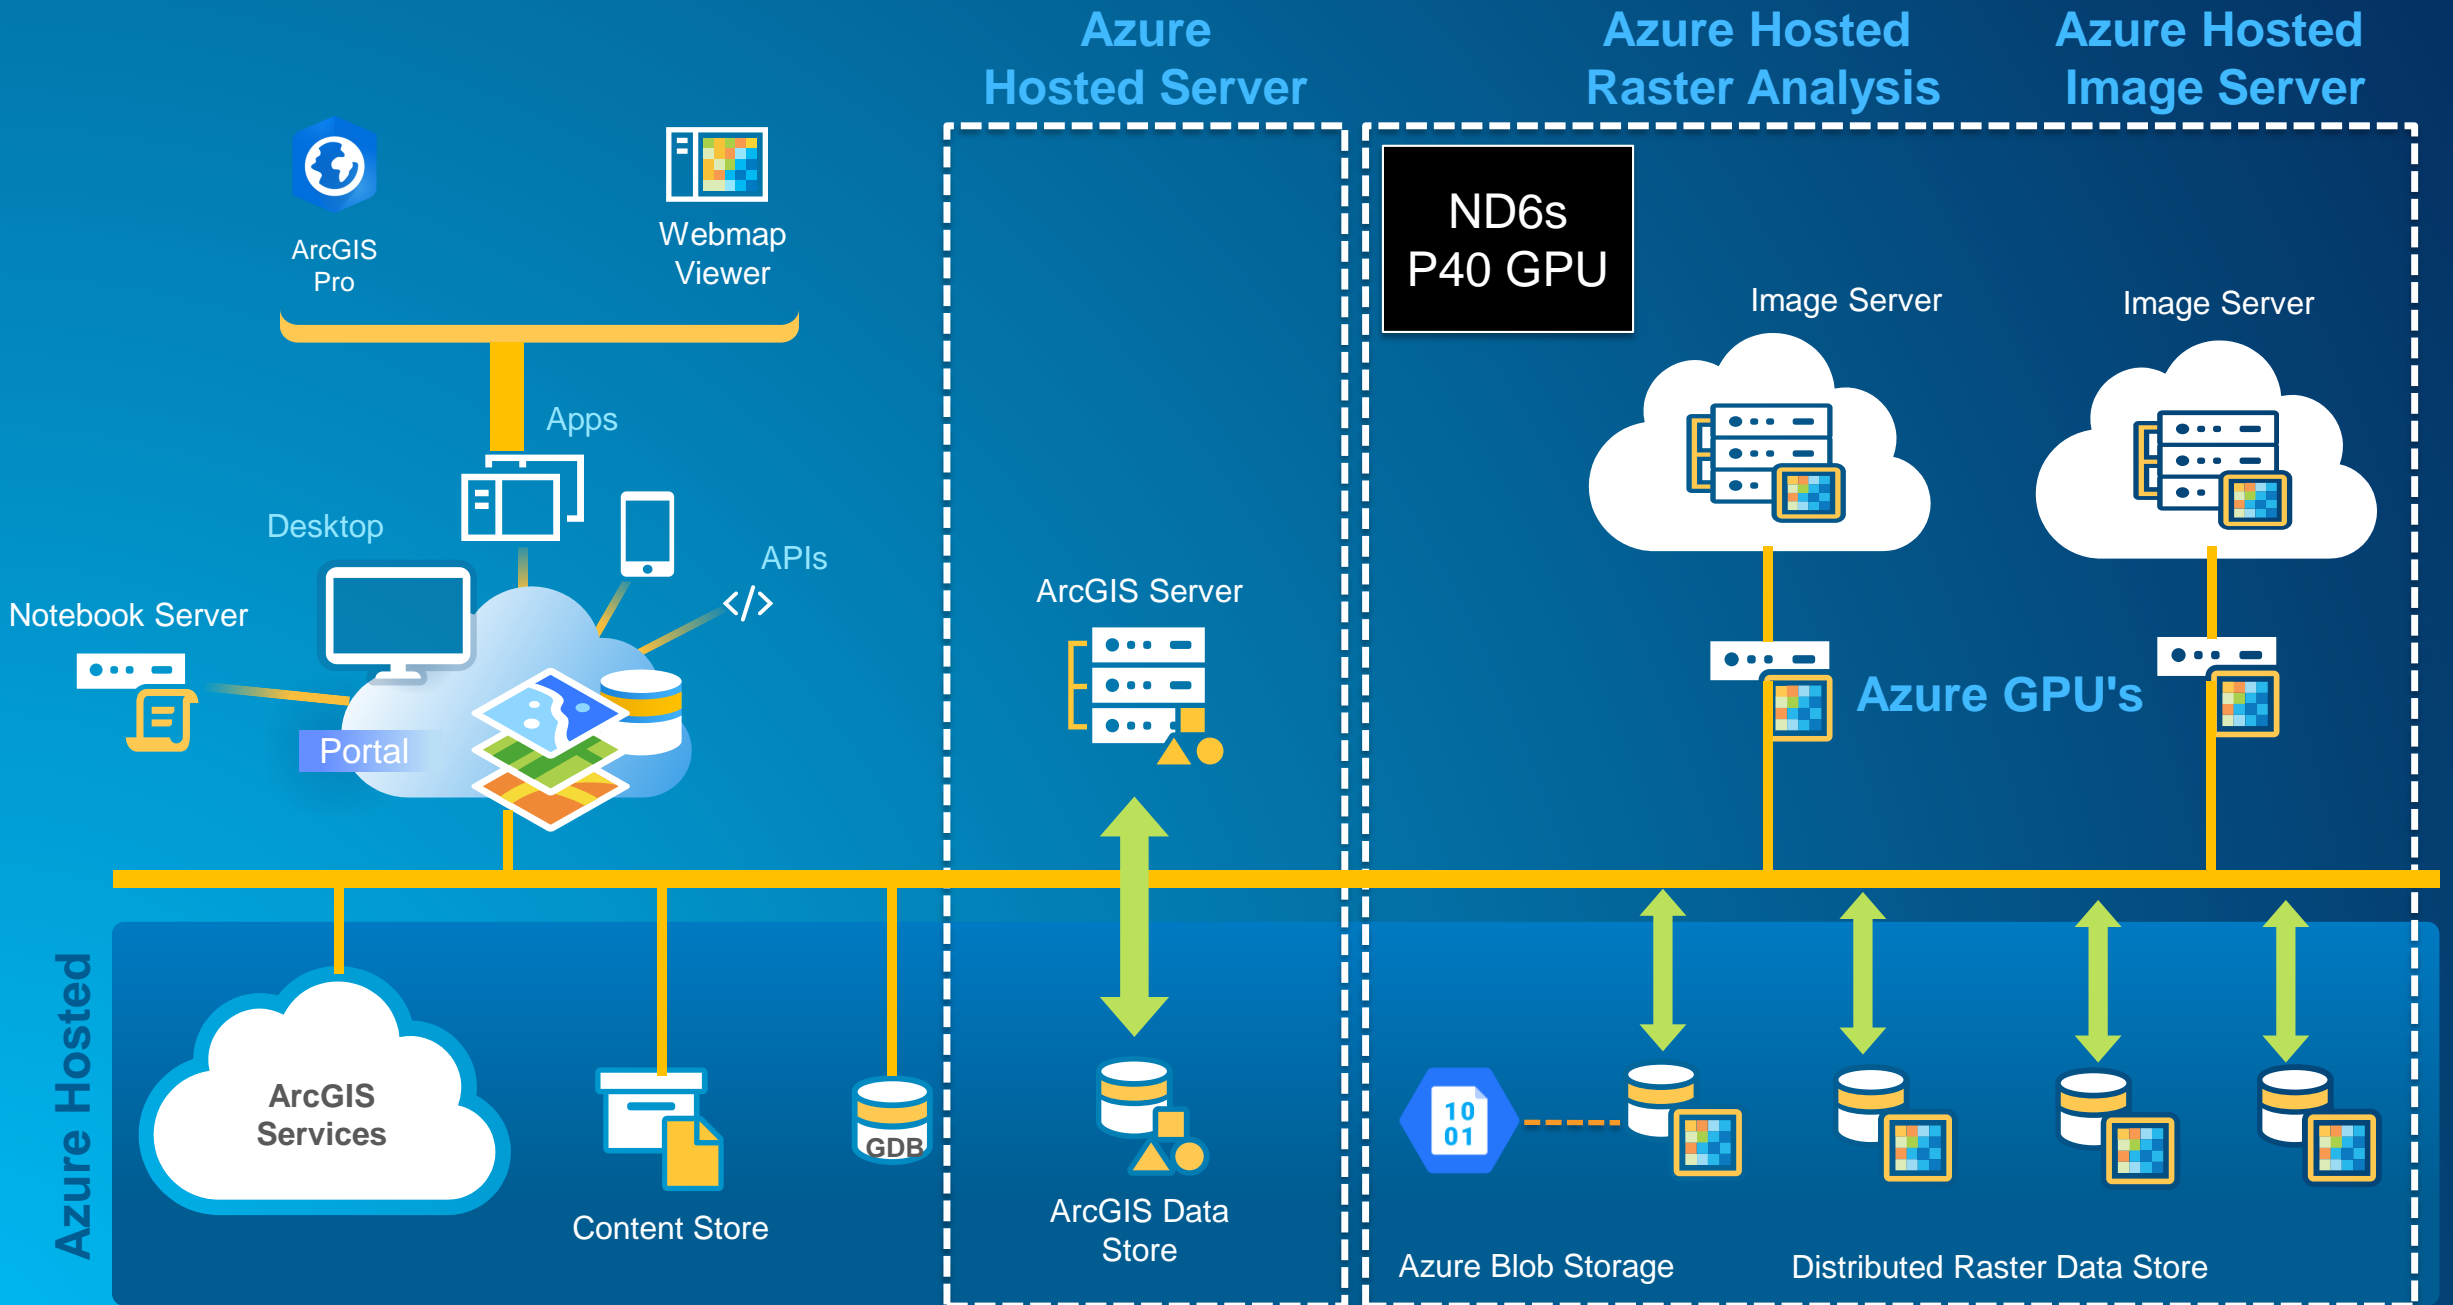 Azure
Hosted Server
Azure Hosted
Raster Analysis
Azure Hosted
Image Server
ArcGIS
Pro
Webmap
Viewer
ND6s
P40 GPU
Image Server
Image Server
Apps
Desktop
APIs
Notebook Server
ArcGIS Server
Portal
Azure GPU's
Azure Hosted
ArcGIS
Services
GDB
10
01
Content Store
ArcGIS Data
Store
Azure Blob Storage
Distributed Raster Data Store